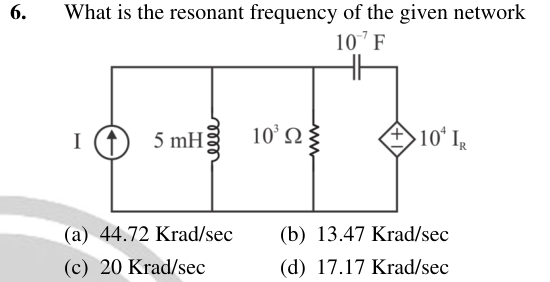 6. What is the resonant frequency of the given network
10⁻⁷ F
I
5 mH
10³ Ω
+
10⁴ I_R
(a) 44.72 Krad/sec (b) 13.47 Krad/sec
(c) 20 Krad/sec (d) 17.17 Krad/sec